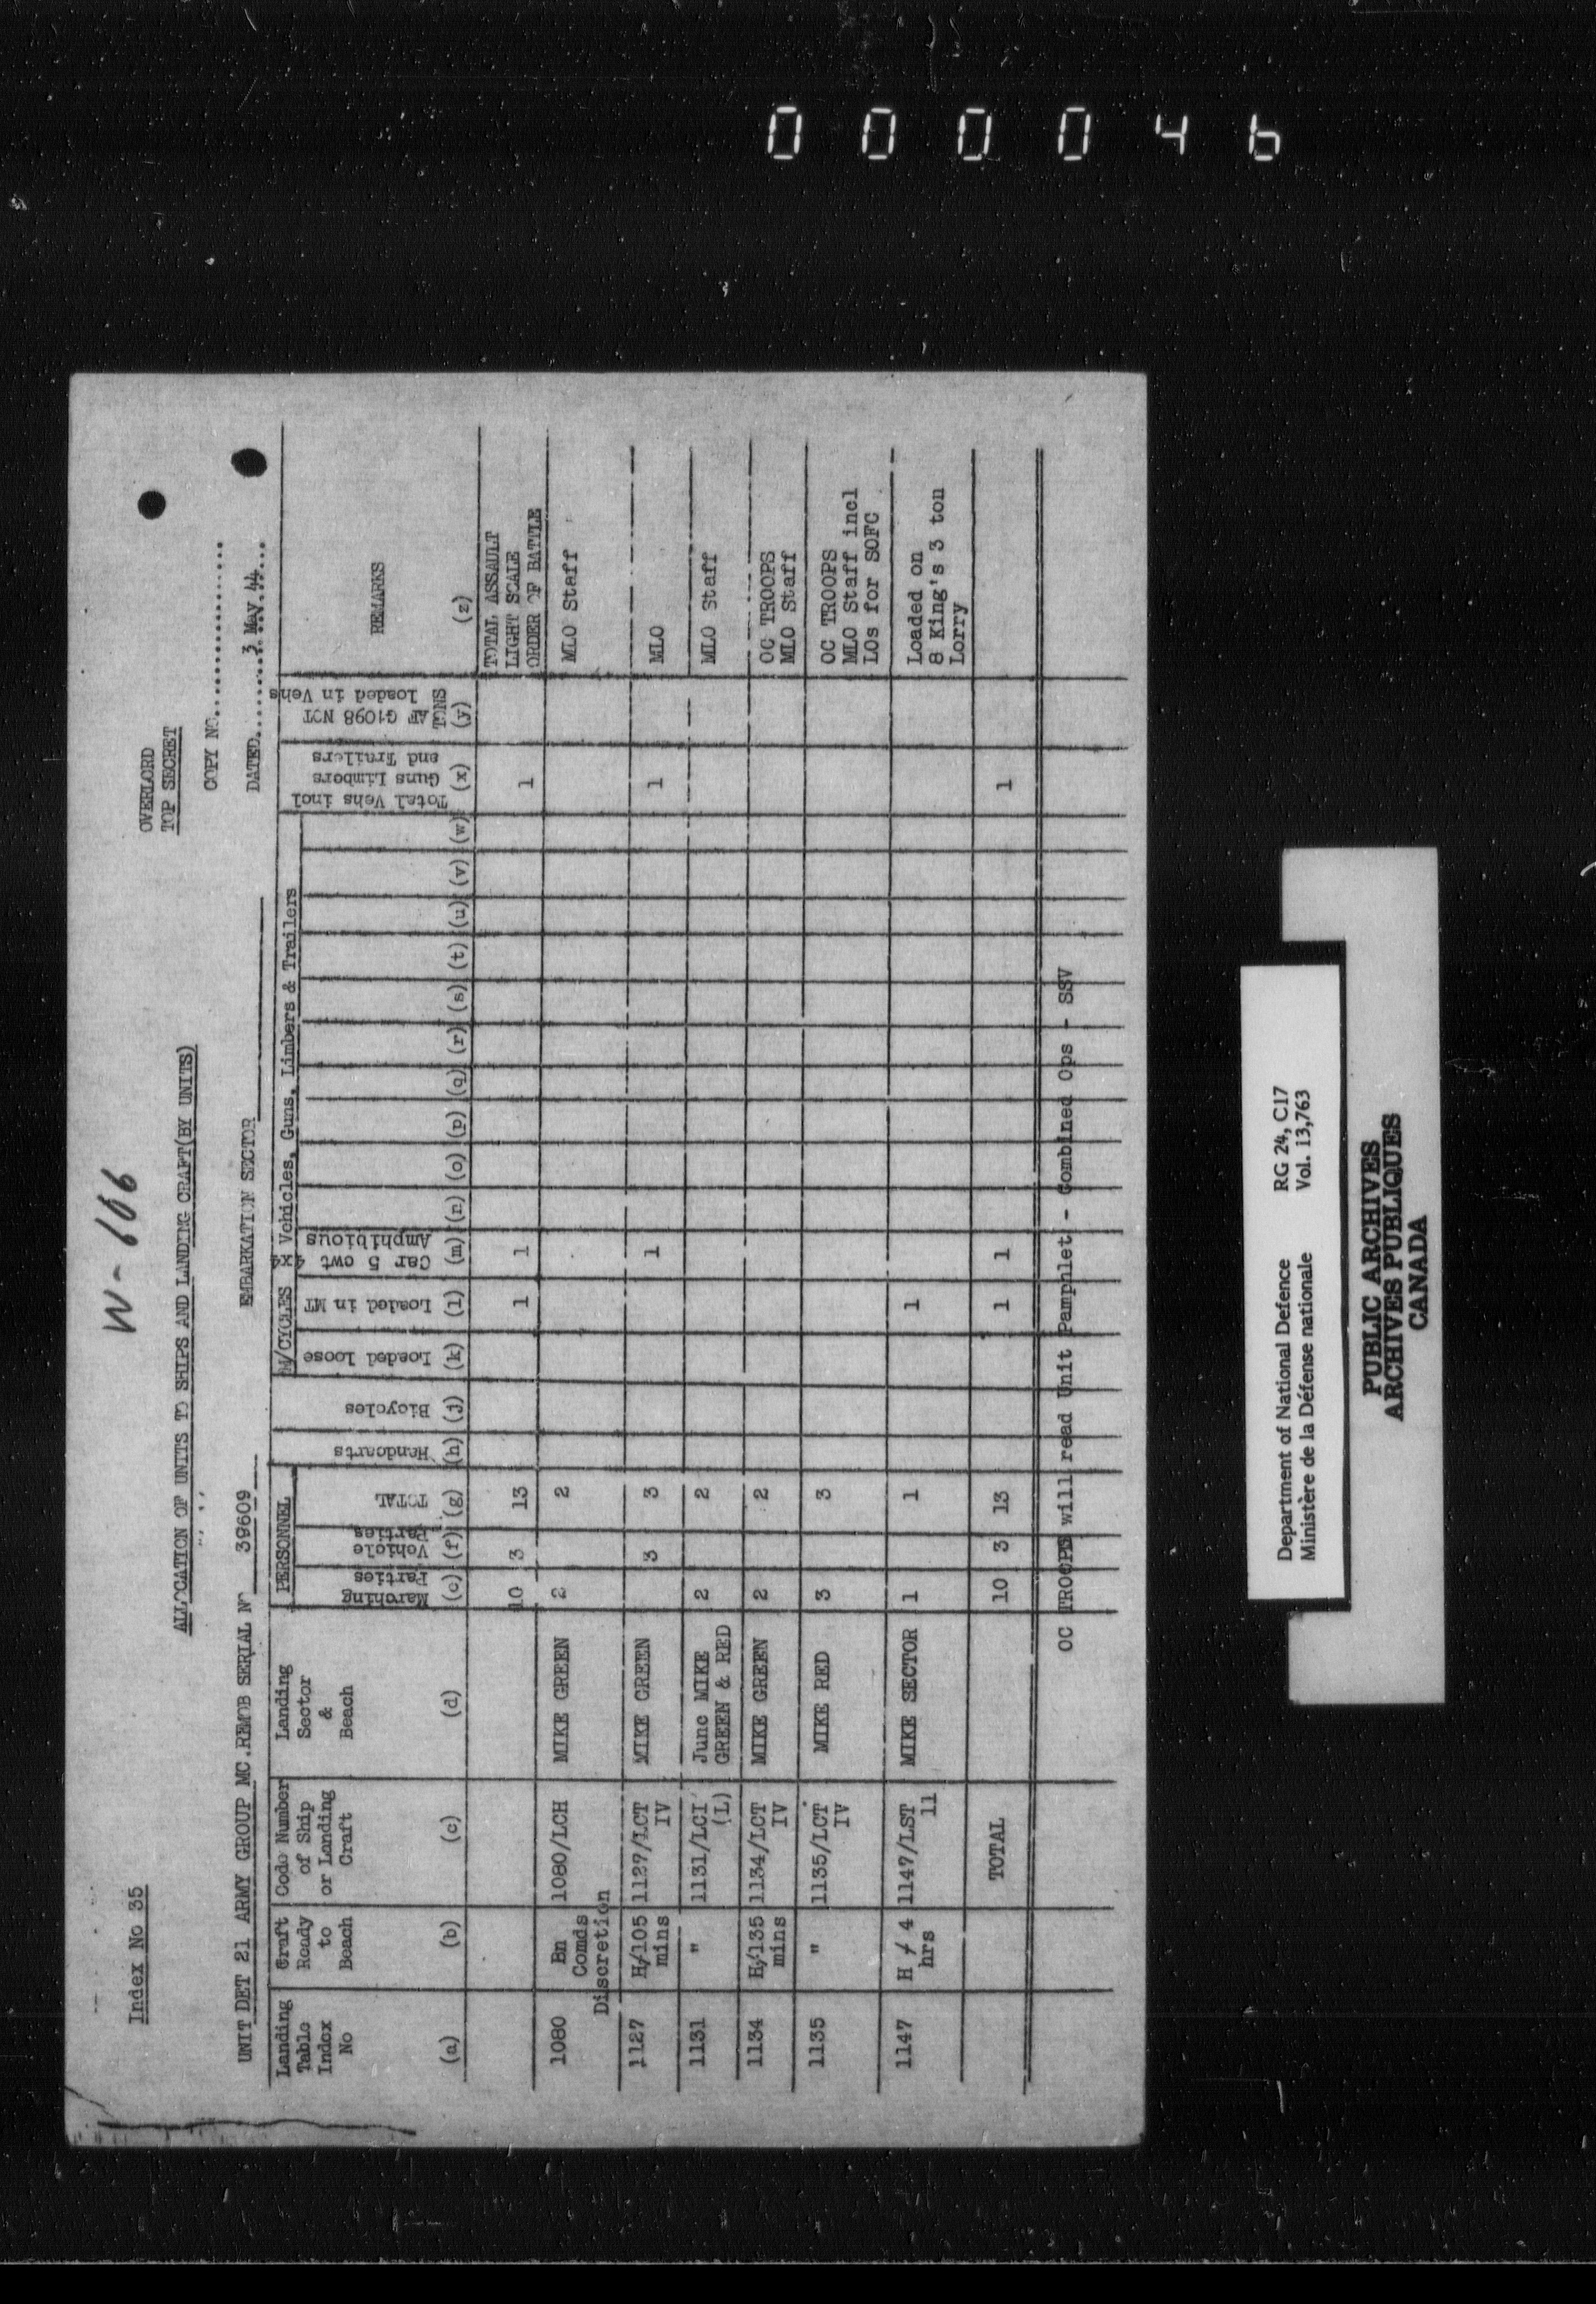 000046
W-166
OVERLORD
TOP SECRET
Index No 35
ALLOCATION OF UNITS TO SHIPS AND LANDING CRAFT(BY UNITS)
COPY NO..................
DATED.........3 May 44....
UNIT DET 21 ARMY GROUP MC.REMOB SERIAL NO 39609 EMBARKATION SECTOR
Landing Table Index No (a)
Craft Ready to Beach (b)
Code Number of Ship or Landing Craft (c)
Landing Sector & Beach (d)
PERSONNEL
Marching Parties (e)
Vehicle Parties (f)
TOTAL (g)
Handcarts (h)
Bicycles (j)
M/CYCLES
Loaded Loose (k)
Loaded in MT (l)
Vehicles, Guns, Limbers & Trailers
Car 5 cwt 4x4 Amphibious (m)
(n) (o) (p) (q) (r) (s) (t) (u) (v) (w)
Total Vehs incl Guns Limbers and Trailers (x)
AF G1098 NOT loaded in Vehs TONS (y)
REMARKS (z)
10 3 13 1 1 1 TOTAL ASSAULT
LIGHT SCALE
ORDER OF BATTLE
1080 Bn Comds Discretion 1080/LCH MIKE GREEN 2 2 MLO Staff
1127 H/105 mins 1127/LCT IV MIKE GREEN 3 3 1 1 MLO
1131 " 1131/LCI (L) Junc MIKE GREEN & RED 2 2 MLO Staff
1134 H/135 mins 1134/LCT IV MIKE GREEN 2 2 OC TROOPS
MLO Staff
1135 " 1135/LCT IV MIKE RED 3 3 OC TROOPS
MLO Staff incl
LOs for SOFC
1147 H / 4 hrs 1147/LST 11 MIKE SECTOR 1 1 1 Loaded on
8 King's 3 ton
Lorry
TOTAL 10 3 13 1 1 1
OC TROOPS will read Unit Pamphlet - Combined Ops - SSV
Department of National Defence RG 24, C17
Ministère de la Défense nationale Vol. 13,763
PUBLIC ARCHIVES
ARCHIVES PUBLIQUES
CANADA